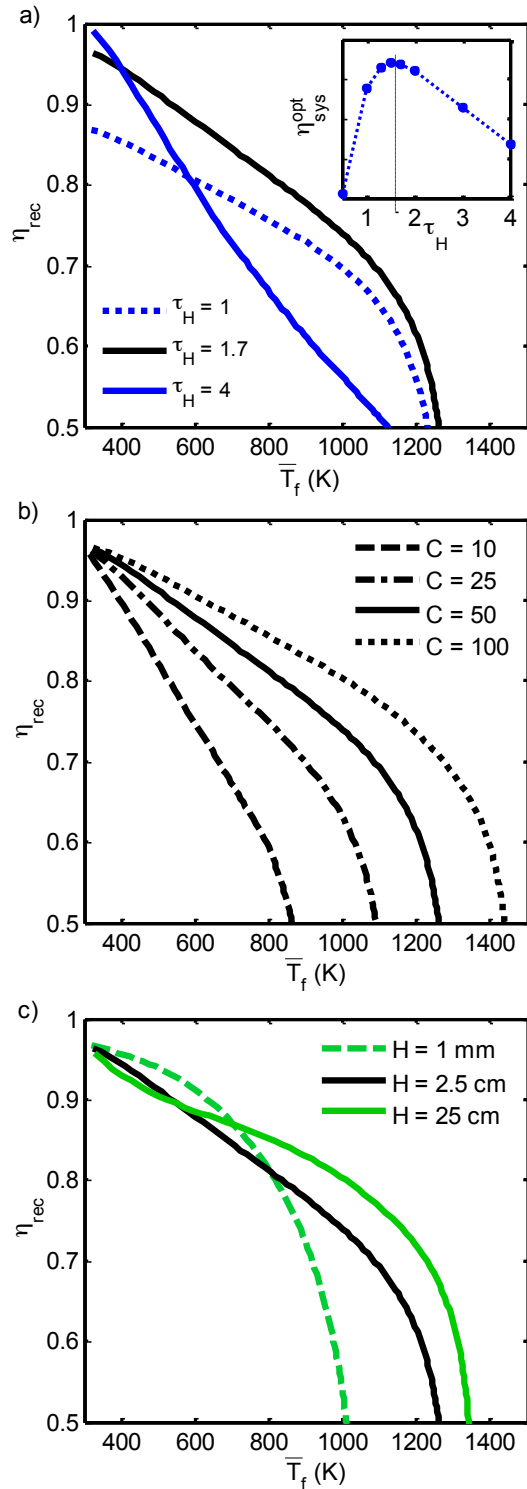 a)
1
0.9
0.8
0.7
0.6
0.5
η_rec
η_sys^opt
1 2 3 4
τ_H
τ_H = 1
τ_H = 1.7
τ_H = 4
400 600 800 1000 1200 1400
T̅_f (K)
b)
1
0.9
0.8
0.7
0.6
0.5
η_rec
C = 10
C = 25
C = 50
C = 100
400 600 800 1000 1200 1400
T̅_f (K)
c)
1
0.9
0.8
0.7
0.6
0.5
η_rec
H = 1 mm
H = 2.5 cm
H = 25 cm
400 600 800 1000 1200 1400
T̅_f (K)